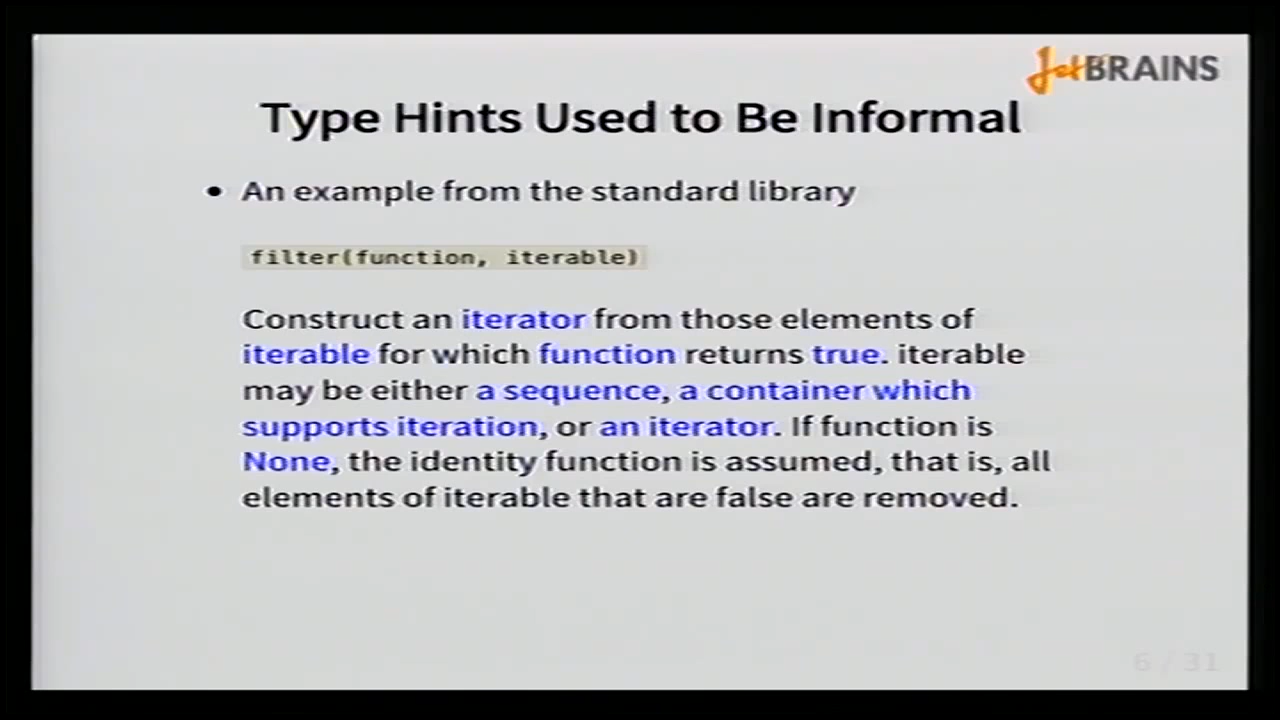 JetBRAINS
Type Hints Used to Be Informal
• An example from the standard library
filter(function, iterable)
Construct an iterator from those elements of
iterable for which function returns true. iterable
may be either a sequence, a container which
supports iteration, or an iterator. If function is
None, the identity function is assumed, that is, all
elements of iterable that are false are removed.
6 / 31